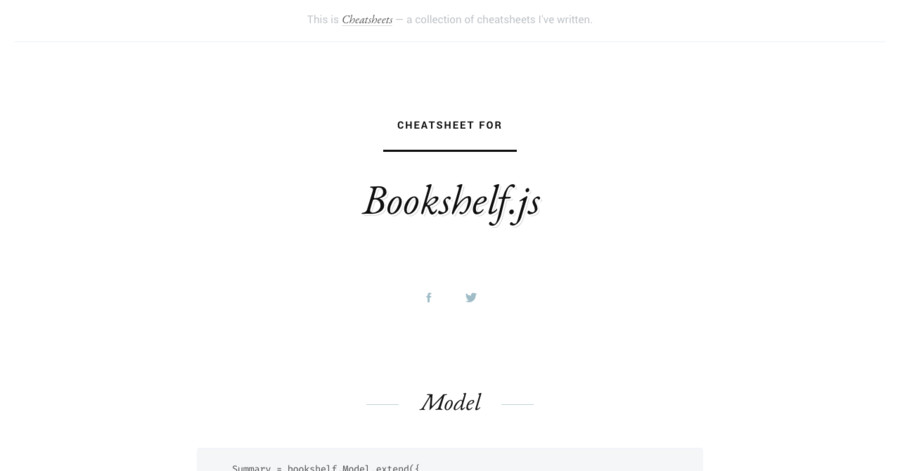 This is Cheatsheets — a collection of cheatsheets I've written.
CHEATSHEET FOR
Bookshelf.js
Model
Summary = bookshelf.Model.extend({